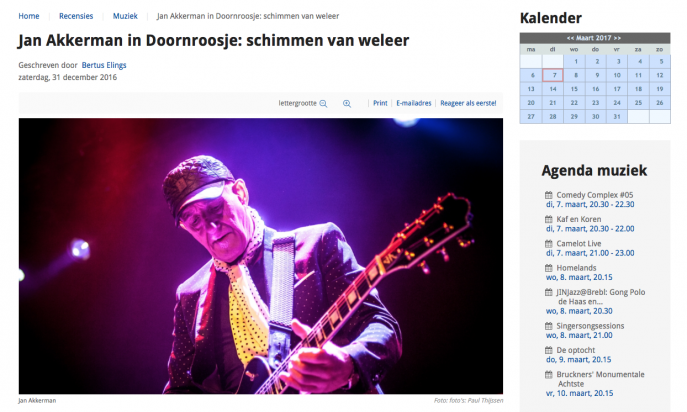 Home Recensies Muziek Jan Akkerman in Doornroosje: schimmen van weleer
Jan Akkerman in Doornroosje: schimmen van weleer
Geschreven door Bertus Elings
zaterdag, 31 december 2016
lettergrootte Print E-mailadres Reageer als eerste!
Jan Akkerman Foto: foto's: Paul Thijssen
Kalender
<< Maart 2017 >>
ma di wo do vr za zo
1 2 3 4 5
6 7 8 9 10 11 12
13 14 15 16 17 18 19
20 21 22 23 24 25 26
27 28 29 30 31
Agenda muziek
Comedy Complex #05
di, 7. maart, 20.30 - 22.30
Kaf en Koren
di, 7. maart, 20.30 - 22.00
Camelot Live
di, 7. maart, 21.00 - 23.00
Homelands
wo, 8. maart, 20.15
JINJazz@Brebl: Gong Polo
de Haas en...
wo, 8. maart, 20.30
Singersongsessions
wo, 8. maart, 21.00
De optocht
do, 9. maart, 20.15
Bruckners' Monumentale
Achtste
vr, 10. maart, 20.15